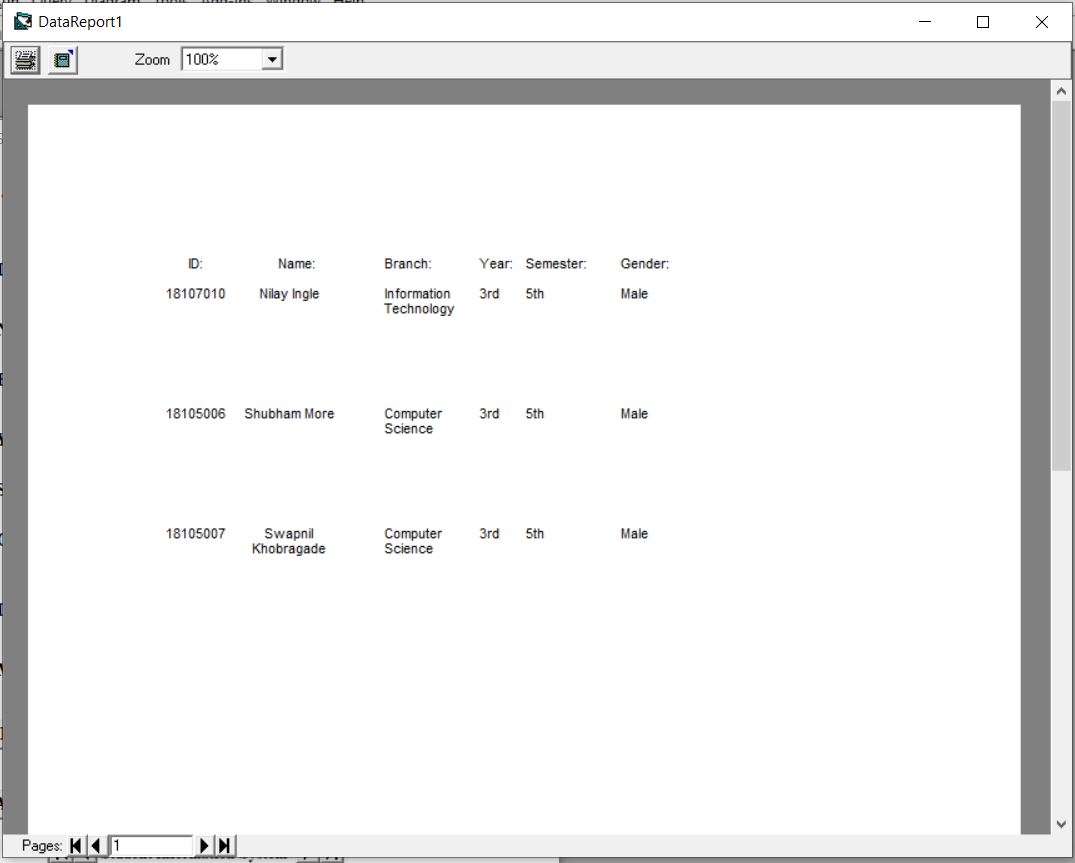 DataReport1
Zoom 100%
ID: Name: Branch: Year: Semester: Gender:
18107010 Nilay Ingle Information 3rd 5th Male
Technology
18105006 Shubham More Computer 3rd 5th Male
Science
18105007 Swapnil Computer 3rd 5th Male
Khobragade Science
Pages: 1